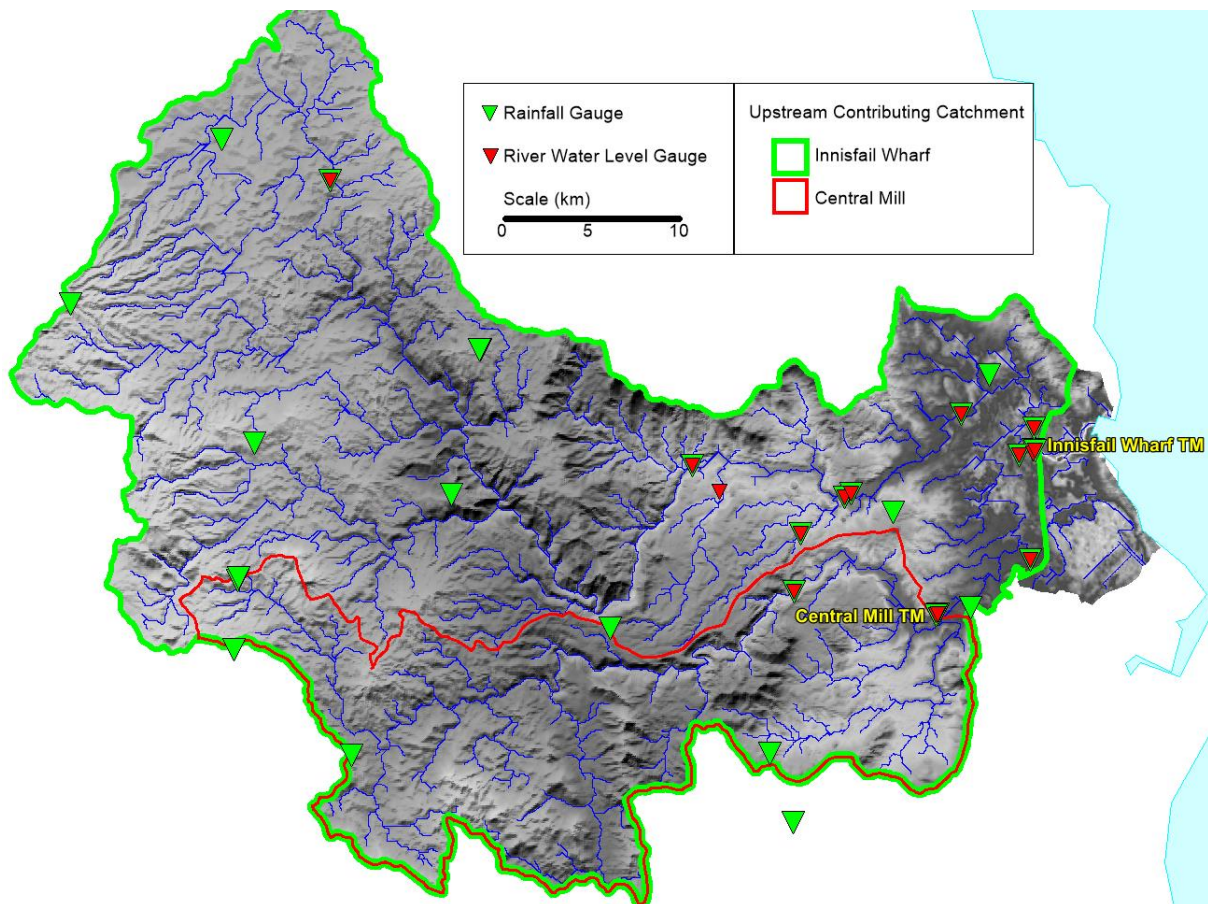 Rainfall Gauge
River Water Level Gauge
Scale (km)
0 5 10
Upstream Contributing Catchment
Innisfail Wharf
Central Mill
Innisfail Wharf TM
Central Mill TM